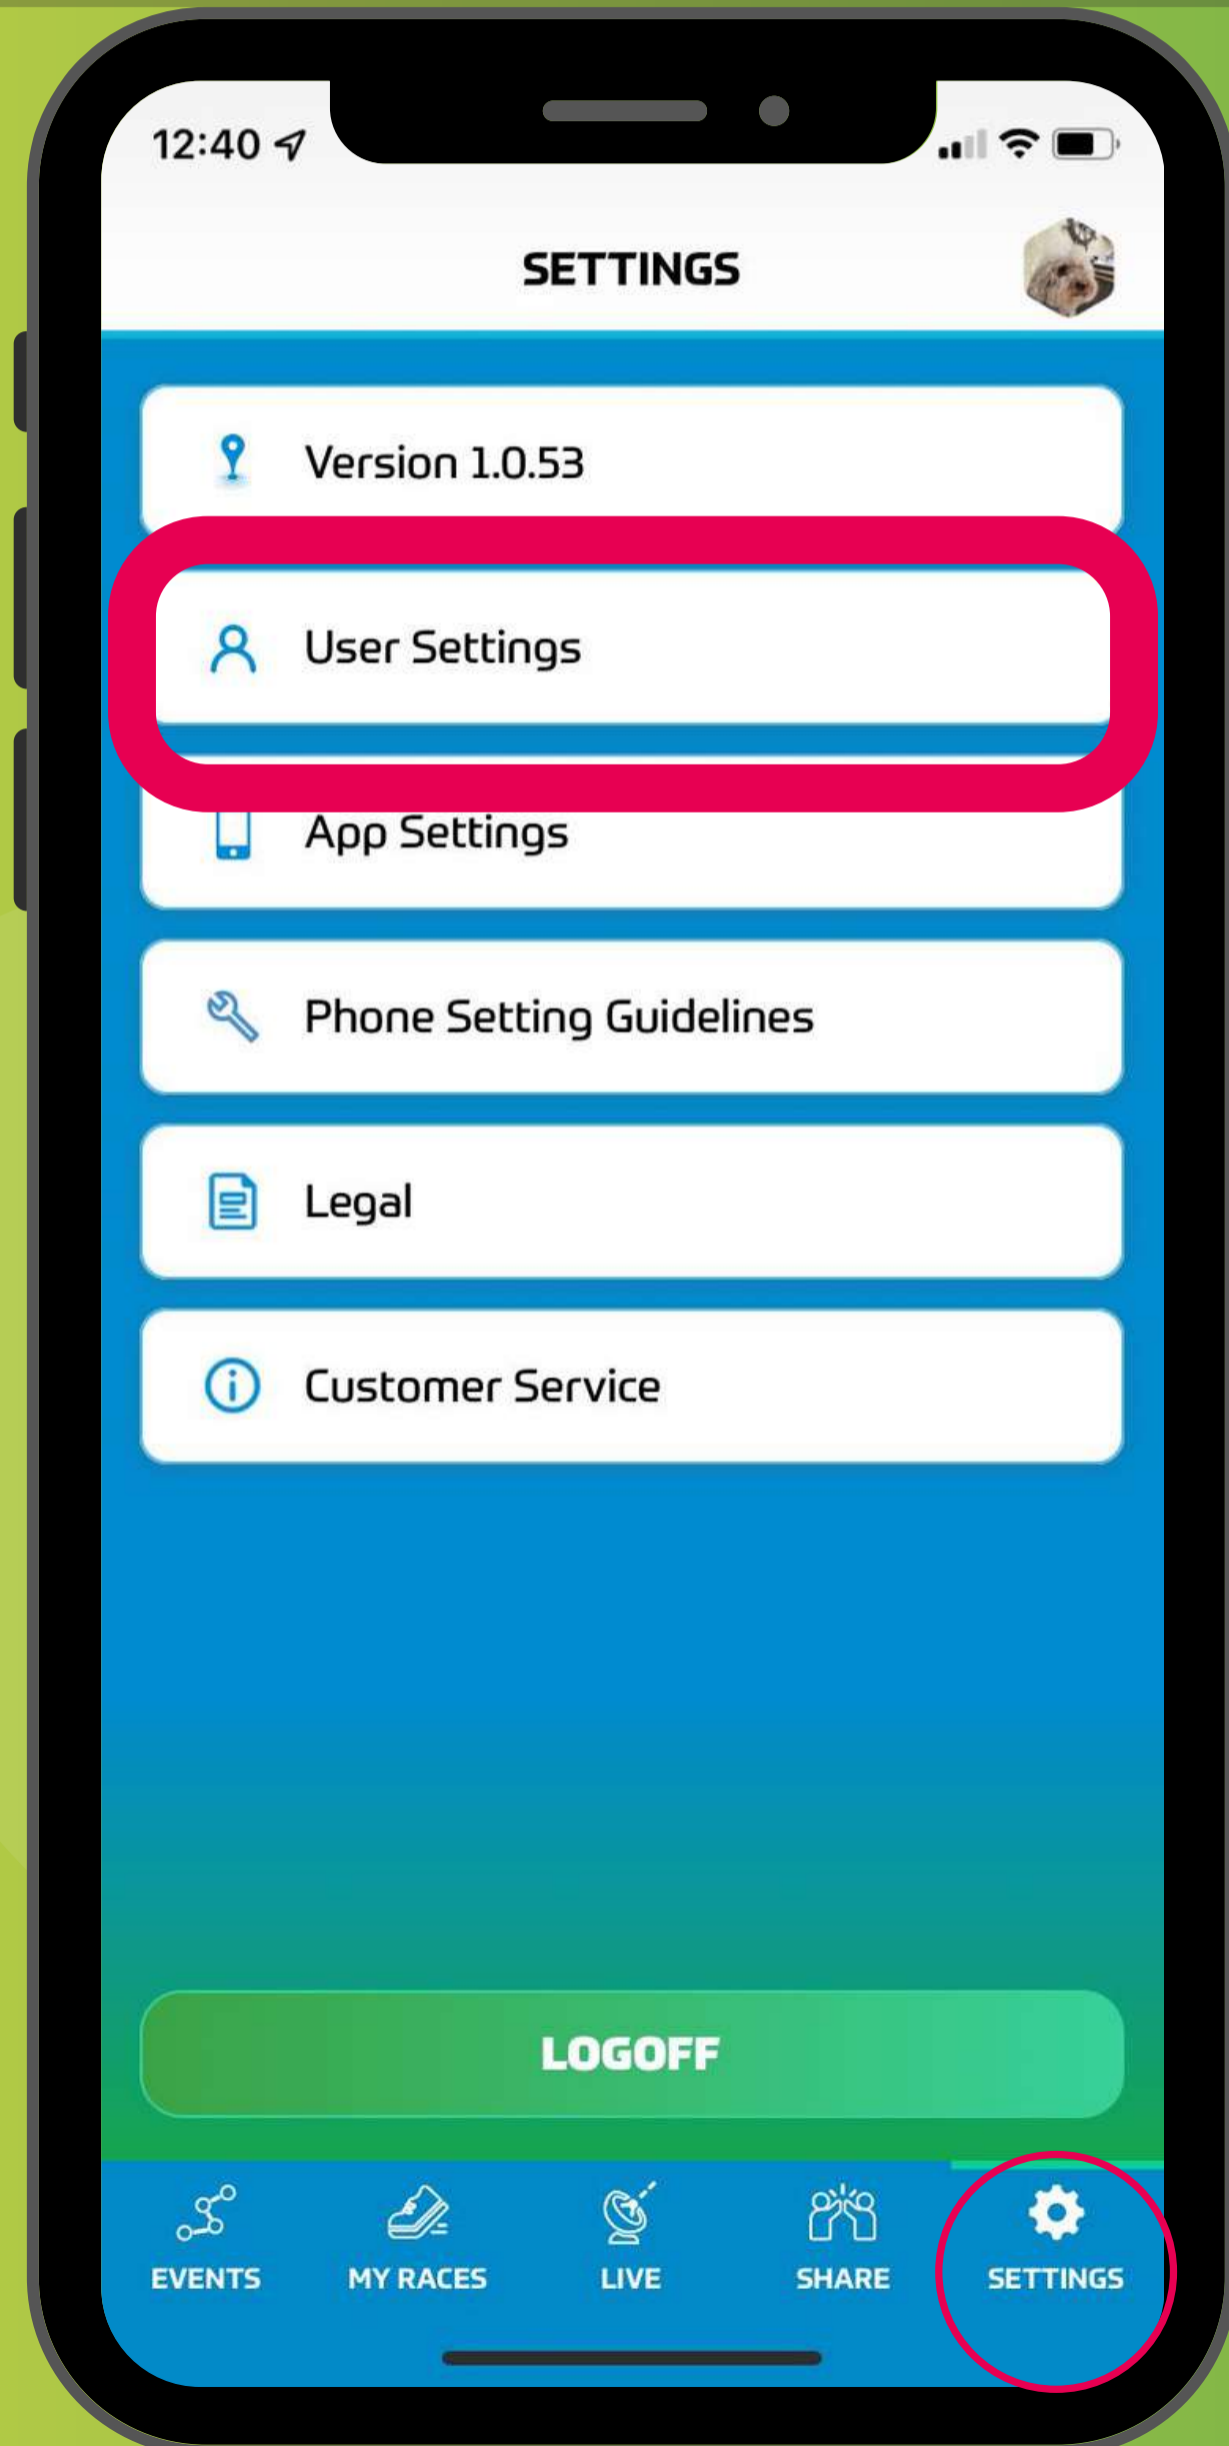 12:40
SETTINGS
Version 1.0.53
User Settings
App Settings
Phone Setting Guidelines
Legal
Customer Service
LOGOFF
EVENTS MY RACES LIVE SHARE SETTINGS